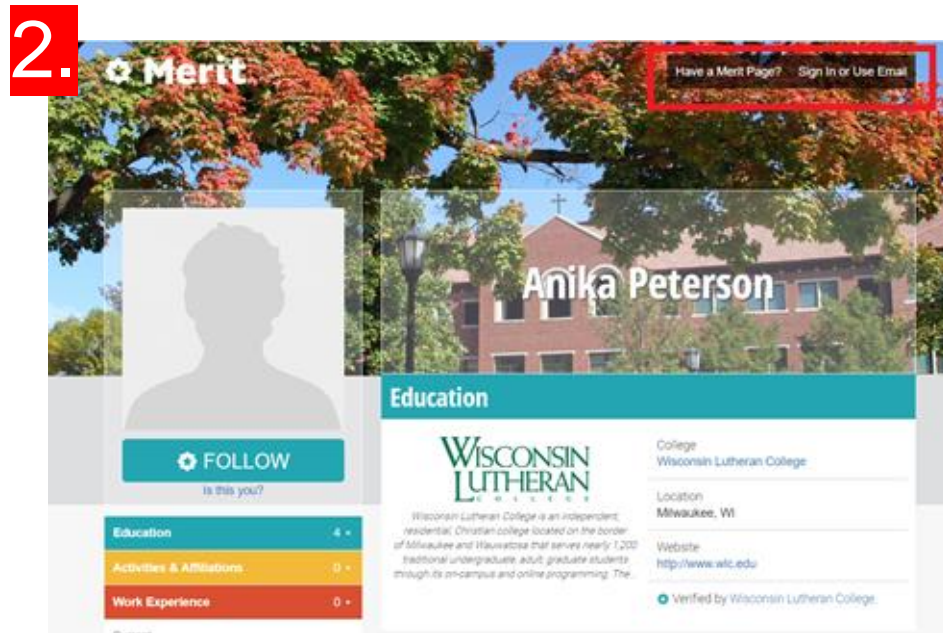 2.
Merit
Have a Merit Page? Sign In or Use Email
Anika Peterson
Education
FOLLOW
Is this you?
WISCONSIN
LUTHERAN
COLLEGE
Wisconsin Lutheran College is an independent,
residential, Christian college located on the border
of Milwaukee and Wauwatosa that serves nearly 1,200
traditional undergraduate, adult, graduate students
through its on-campus and online programming. The...
College
Wisconsin Lutheran College
Location
Milwaukee, WI
Website
http://www.wlc.edu
Verified by Wisconsin Lutheran College.
Education 4
Activities & Affiliations 0
Work Experience 0